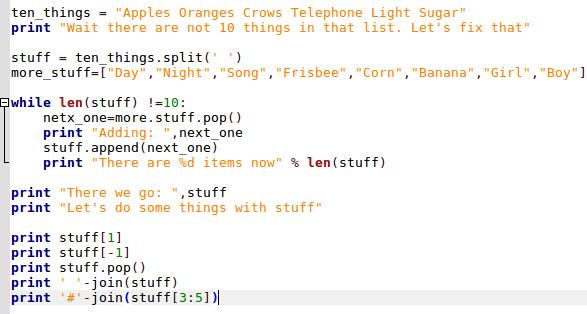 ten_things = "Apples Oranges Crows Telephone Light Sugar"
print "Wait there are not 10 things in that list. Let's fix that"
stuff = ten_things.split(' ')
more_stuff=["Day","Night","Song","Frisbee","Corn","Banana","Girl","Boy"]
while len(stuff) !=10:
netx_one=more.stuff.pop()
print "Adding: ",next_one
stuff.append(next_one)
print "There are %d items now" % len(stuff)
print "There we go: ",stuff
print "Let's do some things with stuff"
print stuff[1]
print stuff[-1]
print stuff.pop()
print ' '-join(stuff)
print '#'-join(stuff[3:5])